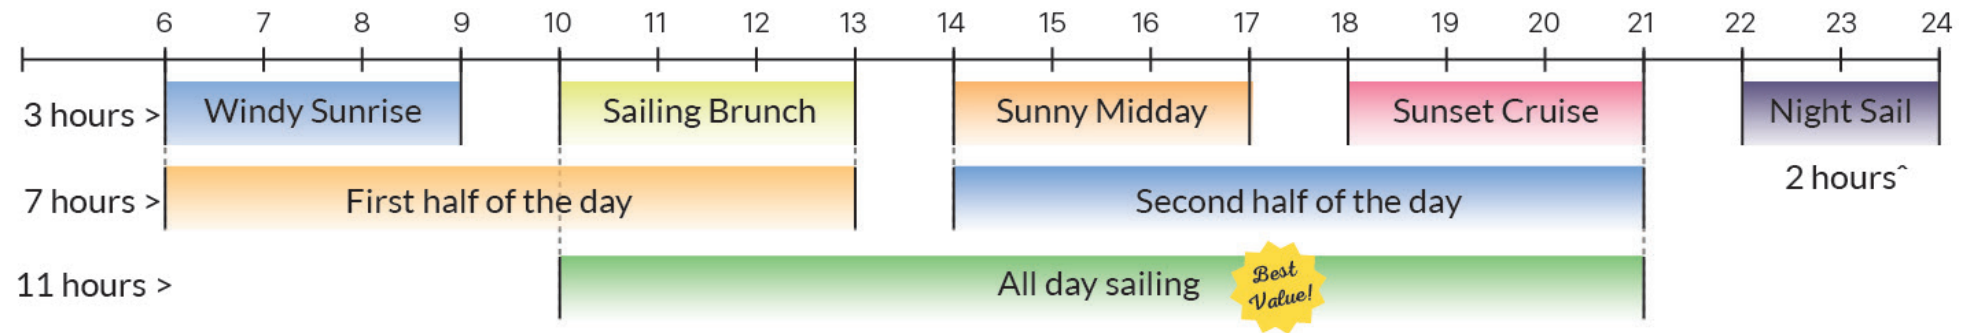 6 7 8 9 10 11 12 13 14 15 16 17 18 19 20 21 22 23 24
3 hours > Windy Sunrise Sailing Brunch Sunny Midday Sunset Cruise Night Sail
2 hours^
7 hours > First half of the day Second half of the day
11 hours > All day sailing
Best
Value!